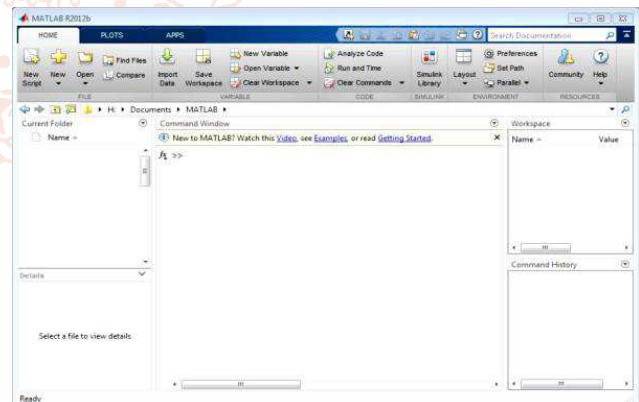 MATLAB R2012b
HOME PLOTS APPS Search Documentation
New Script New Open Find Files Compare Import Data Save Workspace New Variable Open Variable Clear Workspace Analyze Code Run and Time Clear Commands Simulink Library Layout Preferences Set Path Parallel Community Help
FILE VARIABLE CODE SIMULINK ENVIRONMENT RESOURCES
H: Documents MATLAB
Current Folder Command Window Workspace
Name New to MATLAB? Watch this Video, see Examples, or read Getting Started. Name Value
fx >>
Details Command History
Select a file to view details
Ready